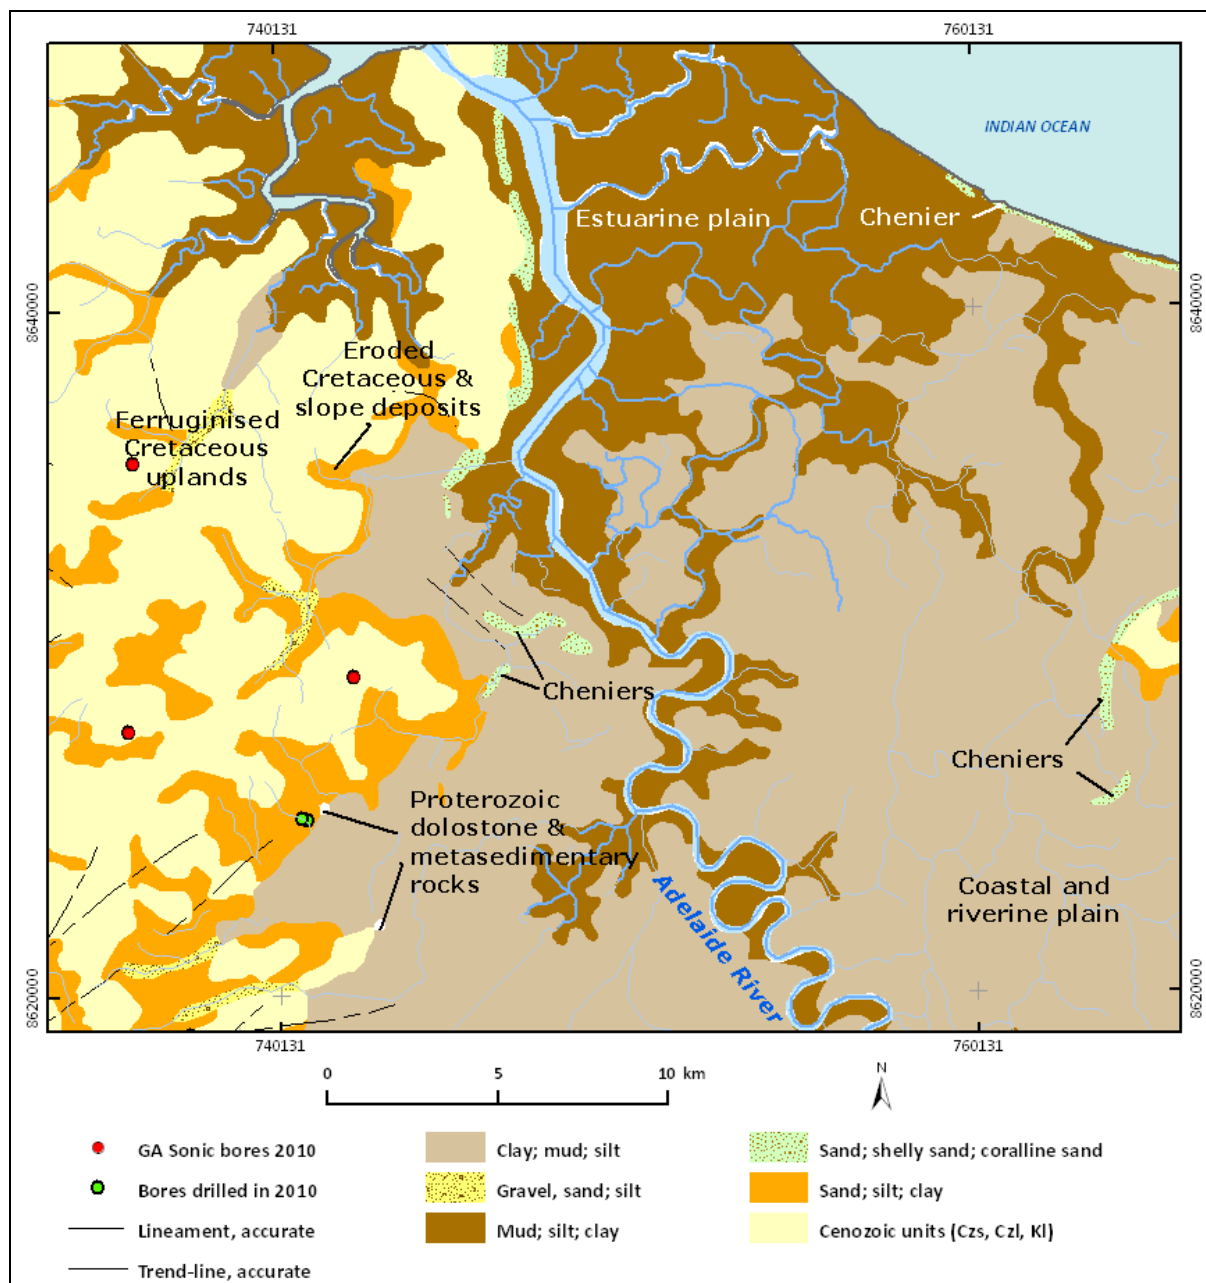 740131
760131
INDIAN OCEAN
Estuarine plain
Chenier
8640000
8640000
Eroded
Cretaceous &
slope deposits
Ferruginised
Cretaceous
uplands
Cheniers
Cheniers
Proterozoic
dolostone &
metasedimentary
rocks
Adelaide River
Coastal and
riverine plain
8620000
8620000
740131
760131
0 5 10 km
N
GA Sonic bores 2010
Bores drilled in 2010
Lineament, accurate
Trend-line, accurate
Clay; mud; silt
Gravel, sand; silt
Mud; silt; clay
Sand; shelly sand; coralline sand
Sand; silt; clay
Cenozoic units (Czs, Czl, Kl)